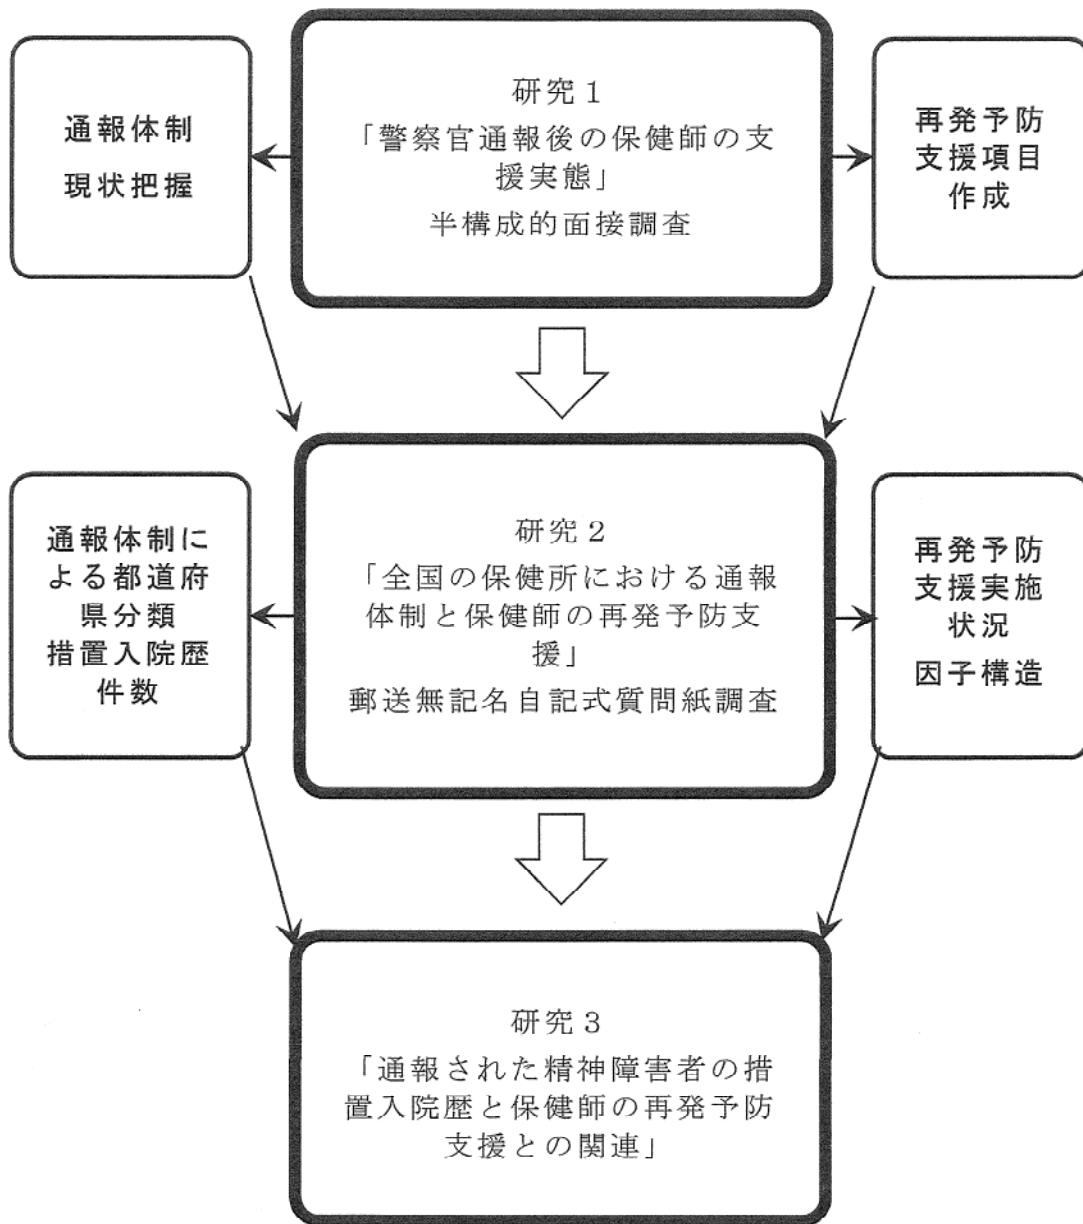 通報体制
現状把握
研究１
「警察官通報後の保健師の支
援実態」
半構成的面接調査
再発予防
支援項目
作成
通報体制に
よる都道府
県分類
措置入院歴
件数
研究２
「全国の保健所における通報
体制と保健師の再発予防支
援」
郵送無記名自記式質問紙調査
再発予防
支援実施
状況
因子構造
研究３
「通報された精神障害者の措
置入院歴と保健師の再発予防
支援との関連」